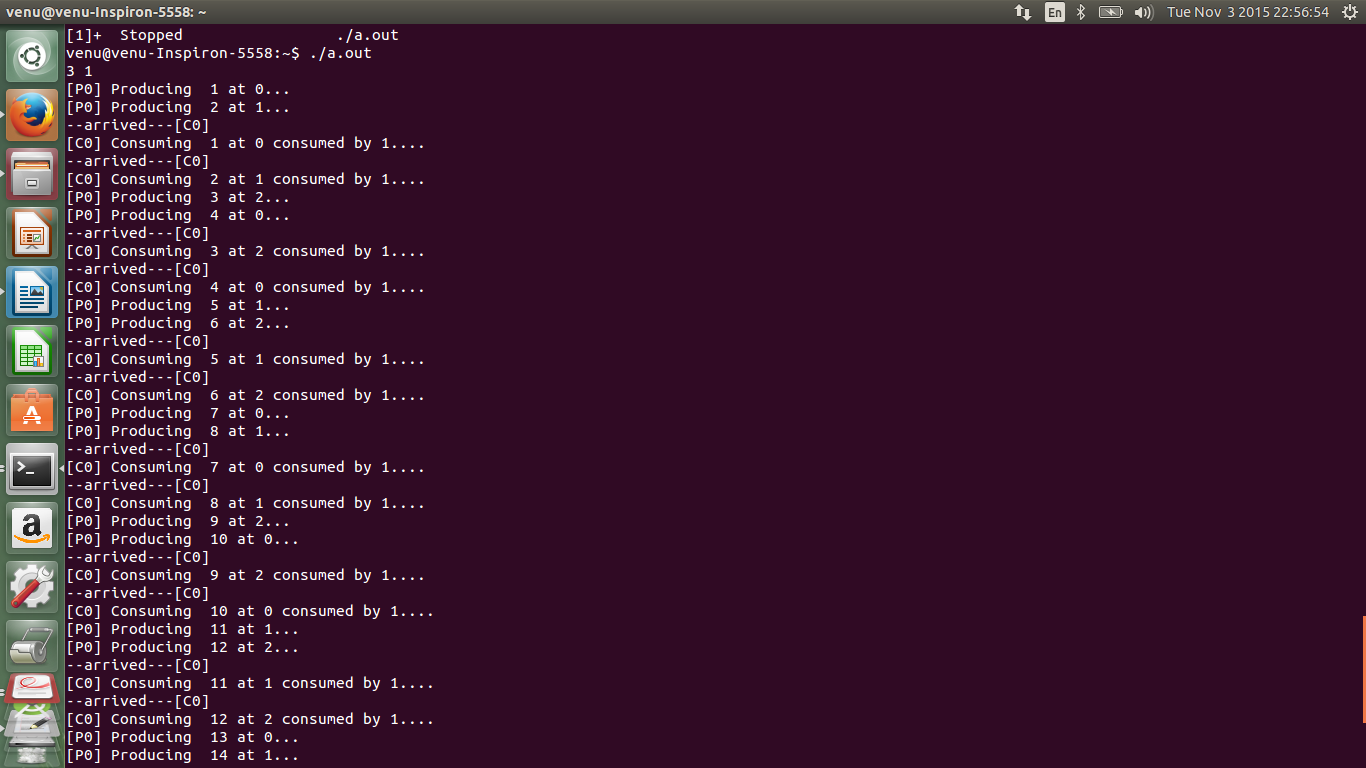 venu@venu-Inspiron-5558: ~ En Tue Nov 3 2015 22:56:54
[1]+  Stopped                 ./a.out
venu@venu-Inspiron-5558:~$ ./a.out
3 1
[P0] Producing  1 at 0...
[P0] Producing  2 at 1...
--arrived---[C0]
[C0] Consuming  1 at 0 consumed by 1....
--arrived---[C0]
[C0] Consuming  2 at 1 consumed by 1....
[P0] Producing  3 at 2...
[P0] Producing  4 at 0...
--arrived---[C0]
[C0] Consuming  3 at 2 consumed by 1....
--arrived---[C0]
[C0] Consuming  4 at 0 consumed by 1....
[P0] Producing  5 at 1...
[P0] Producing  6 at 2...
--arrived---[C0]
[C0] Consuming  5 at 1 consumed by 1....
--arrived---[C0]
[C0] Consuming  6 at 2 consumed by 1....
[P0] Producing  7 at 0...
[P0] Producing  8 at 1...
--arrived---[C0]
[C0] Consuming  7 at 0 consumed by 1....
--arrived---[C0]
[C0] Consuming  8 at 1 consumed by 1....
[P0] Producing  9 at 2...
[P0] Producing  10 at 0...
--arrived---[C0]
[C0] Consuming  9 at 2 consumed by 1....
--arrived---[C0]
[C0] Consuming  10 at 0 consumed by 1....
[P0] Producing  11 at 1...
[P0] Producing  12 at 2...
--arrived---[C0]
[C0] Consuming  11 at 1 consumed by 1....
--arrived---[C0]
[C0] Consuming  12 at 2 consumed by 1....
[P0] Producing  13 at 0...
[P0] Producing  14 at 1...